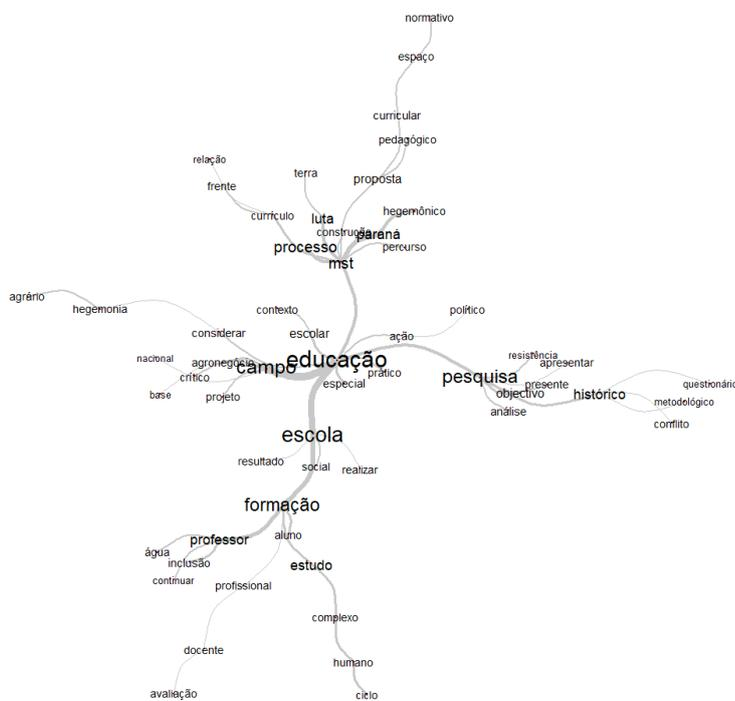 normativo
espaço
curricular
pedagógico
relação
terra
proposta
frente
hegemônico
currículo
luta
construção
paraná
processo
percurso
mst
agrário
hegemonia
contexto
político
considerar
escolar
ação
nacional
agronegócio
educação
resistência
campo
prático
apresentar
crítico
especial
pesquisa
presente
questionário
base
projeto
objectivo
histórico
metodológico
análise
conflito
escola
resultado
social
realizar
formação
professor
aluno
água
inclusão
estudo
continuar
profissional
complexo
docente
humano
avaliação
ciclo